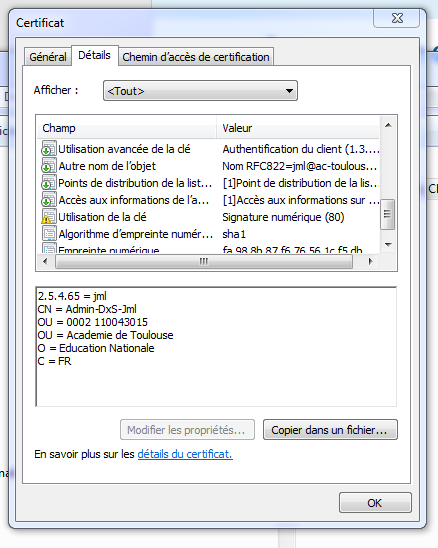 Certificat
Général Détails Chemin d'accès de certification
Afficher : <Tout>
Champ Valeur
Utilisation avancée de la clé Authentification du client (1.3....
Autre nom de l'objet Nom RFC822=jml@ac-toulous...
Points de distribution de la list... [1]Point de distribution de la lis...
Accès aux informations de l'a... [1]Accès aux informations sur ...
Utilisation de la clé Signature numérique (80)
Algorithme d'empreinte numér... sha1
Empreinte numérique fa 98 8b 87 f6 76 56 1c f5 db
2.5.4.65 = jml
CN = Admin-DxS-Jml
OU = 0002 110043015
OU = Academie de Toulouse
O = Education Nationale
C = FR
Modifier les propriétés... Copier dans un fichier...
En savoir plus sur les détails du certificat.
OK